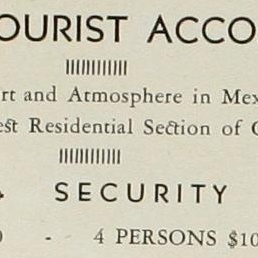 OURIST ACCO
rt and Atmosphere in Mex
est Residential Section of
SECURITY
- 4 PERSONS $10